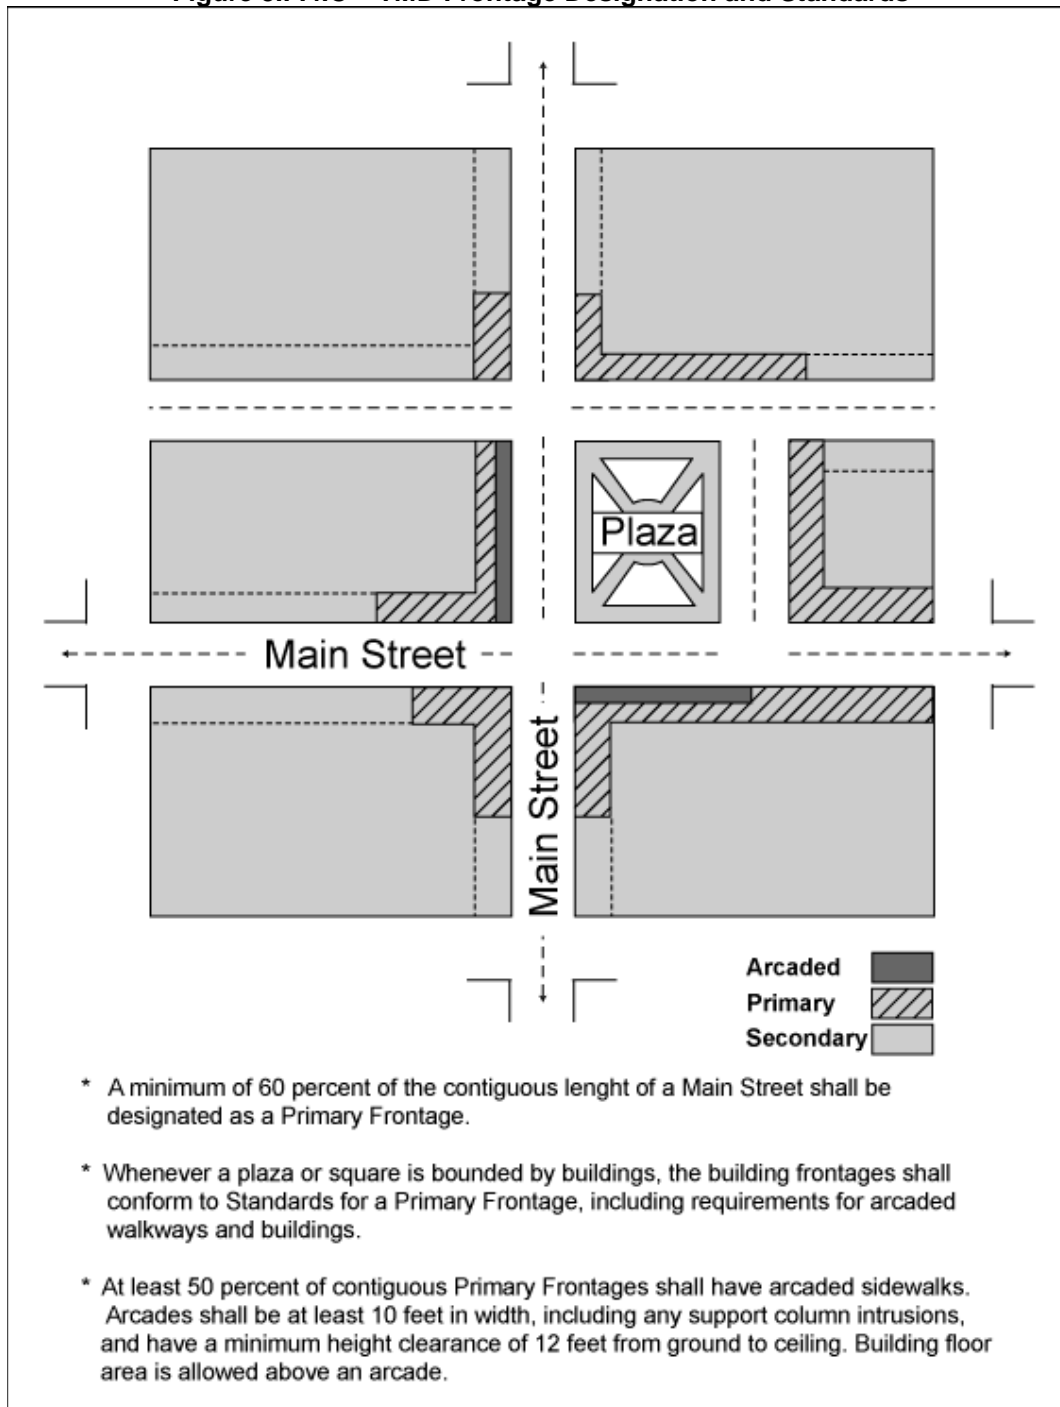 Plaza
Main Street
Main Street
Arcaded
Primary
Secondary
* A minimum of 60 percent of the contiguous lenght of a Main Street shall be
designated as a Primary Frontage.
* Whenever a plaza or square is bounded by buildings, the building frontages shall
conform to Standards for a Primary Frontage, including requirements for arcaded
walkways and buildings.
* At least 50 percent of contiguous Primary Frontages shall have arcaded sidewalks.
Arcades shall be at least 10 feet in width, including any support column intrusions,
and have a minimum height clearance of 12 feet from ground to ceiling. Building floor
area is allowed above an arcade.